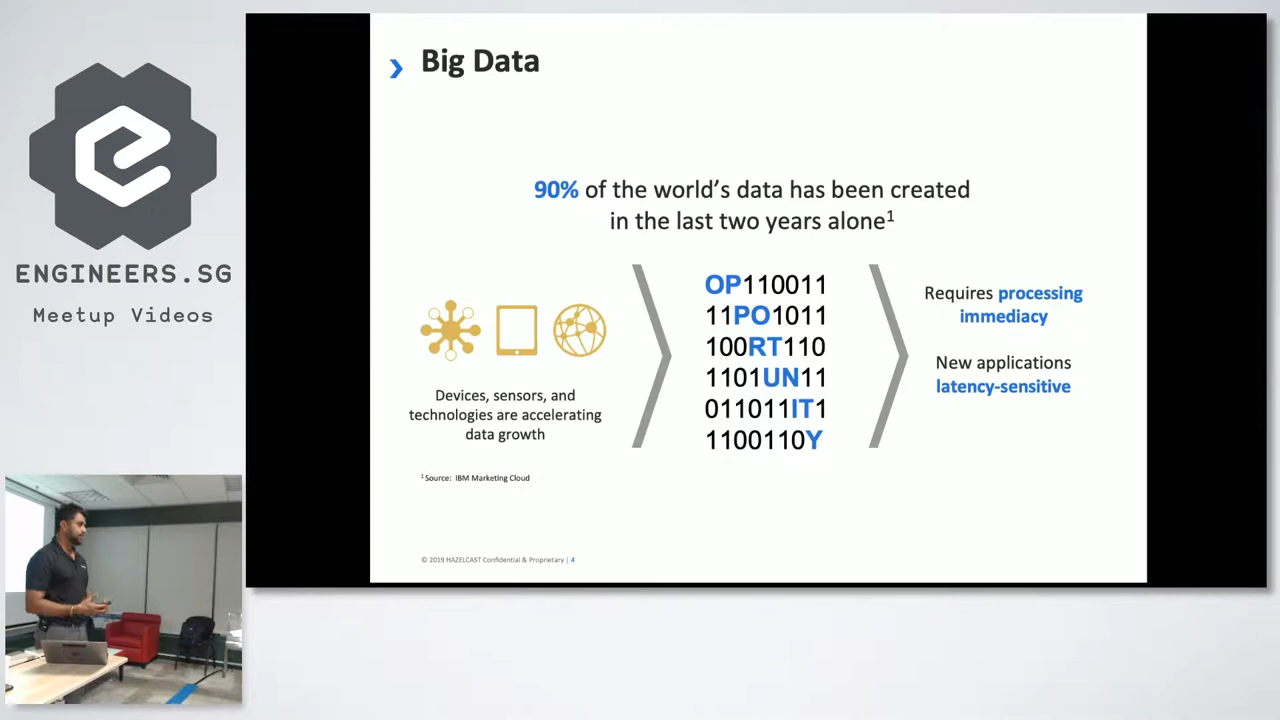 ENGINEERS.SG
Meetup Videos
Big Data
90% of the world's data has been created
in the last two years alone1
Devices, sensors, and
technologies are accelerating
data growth
OP110011
11PO1011
100RT110
1101UN11
011011IT1
1100110Y
Requires processing
immediacy
New applications
latency-sensitive
1 Source: IBM Marketing Cloud
© 2019 HAZELCAST Confidential & Proprietary | 4